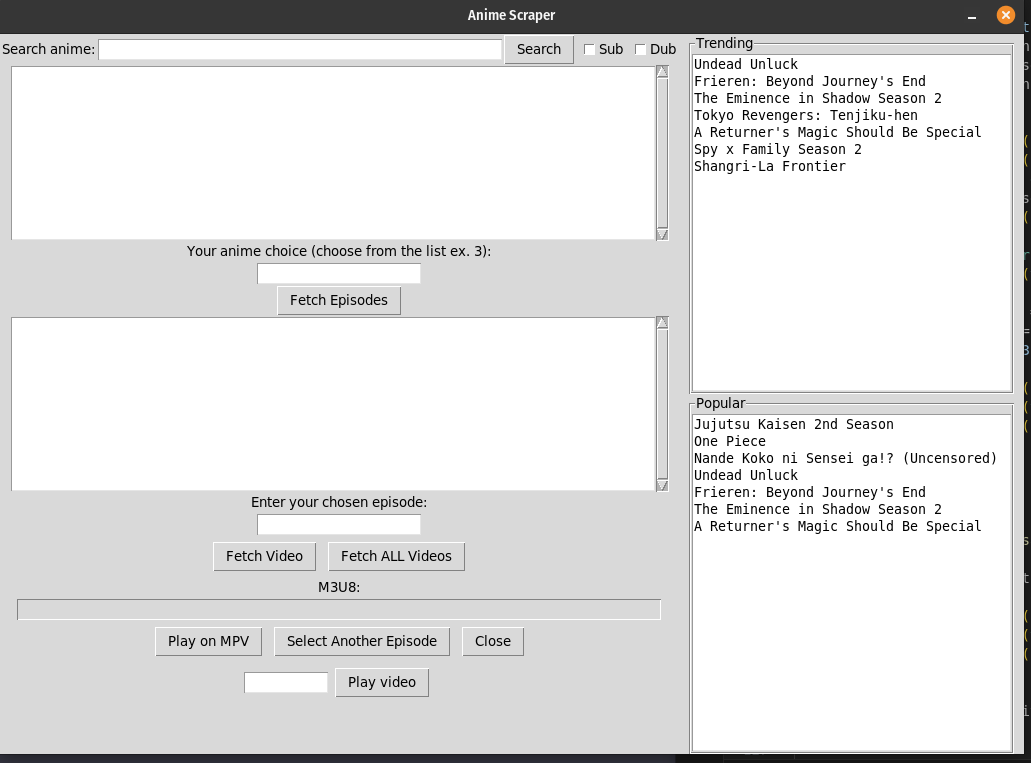 Anime Scraper
Search anime:
Search
Sub
Dub
Your anime choice (choose from the list ex. 3):
Fetch Episodes
Enter your chosen episode:
Fetch Video
Fetch ALL Videos
M3U8:
Play on MPV
Select Another Episode
Close
Play video
Trending
Undead Unluck
Frieren: Beyond Journey's End
The Eminence in Shadow Season 2
Tokyo Revengers: Tenjiku-hen
A Returner's Magic Should Be Special
Spy x Family Season 2
Shangri-La Frontier
Popular
Jujutsu Kaisen 2nd Season
One Piece
Nande Koko ni Sensei ga!? (Uncensored)
Undead Unluck
Frieren: Beyond Journey's End
The Eminence in Shadow Season 2
A Returner's Magic Should Be Special